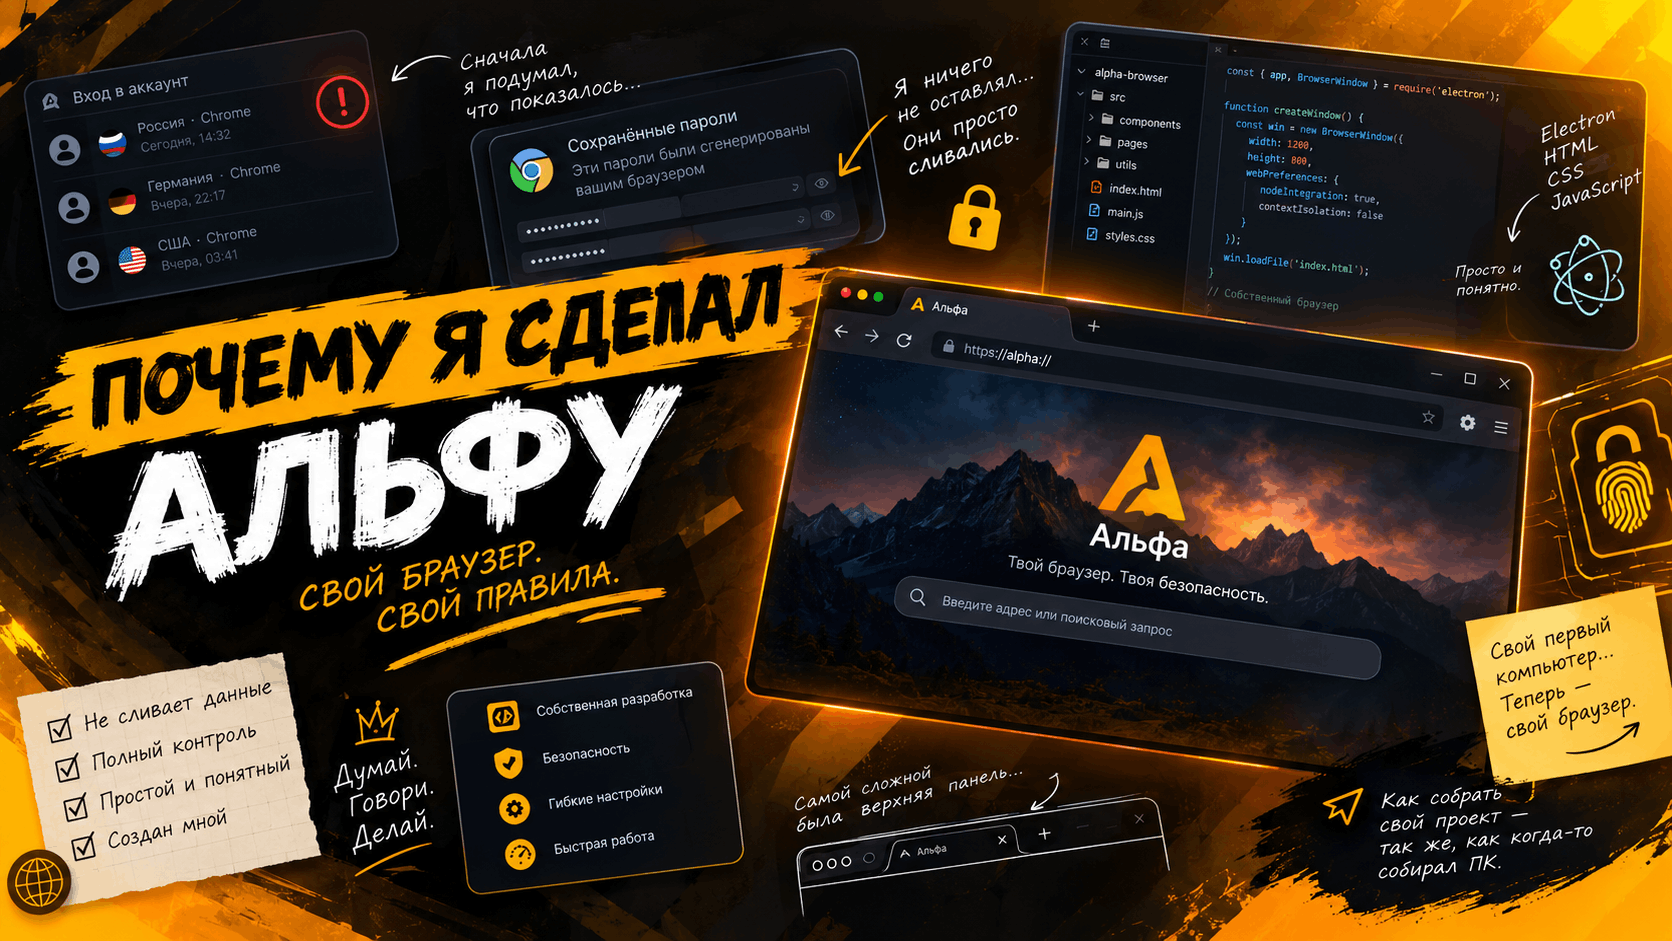 Вход в аккаунт
Россия · Chrome
Сегодня, 14:32
Германия · Chrome
Вчера, 22:17
США · Chrome
Вчера, 03:41
Сначала
я подумал,
что показалось...
Сохранённые пароли
Эти пароли были сгенерированы
вашим браузером
Я ничего
не оставлял...
Они просто
сливались.
alpha-browser
src
components
pages
utils
index.html
main.js
styles.css
const { app, BrowserWindow } = require('electron');
function createWindow() {
const win = new BrowserWindow({
width: 1200,
height: 800,
webPreferences: {
nodeIntegration: true,
contextIsolation: false
}
});
win.loadFile('index.html');
}
// Собственный браузер
Electron
HTML
CSS
JavaScript
Просто и
понятно.
ПОЧЕМУ Я СДЕЛАЛ
АЛЬФУ
СВОЙ БРАУЗЕР.
СВОЙ ПРАВИЛА.
Альфа
https://alpha://
Альфа
Твой браузер. Твоя безопасность.
Введите адрес или поисковый запрос
Свой первый
компьютер...
Теперь —
свой браузер.
Не сливает данные
Полный контроль
Простой и понятный
Создан мной
Думай.
Говори.
Делай.
Собственная разработка
Безопасность
Гибкие настройки
Быстрая работа
Самой сложной
была верхняя панель...
Альфа
Как собрать
свой проект —
так же, как когда-то
собирал ПК.